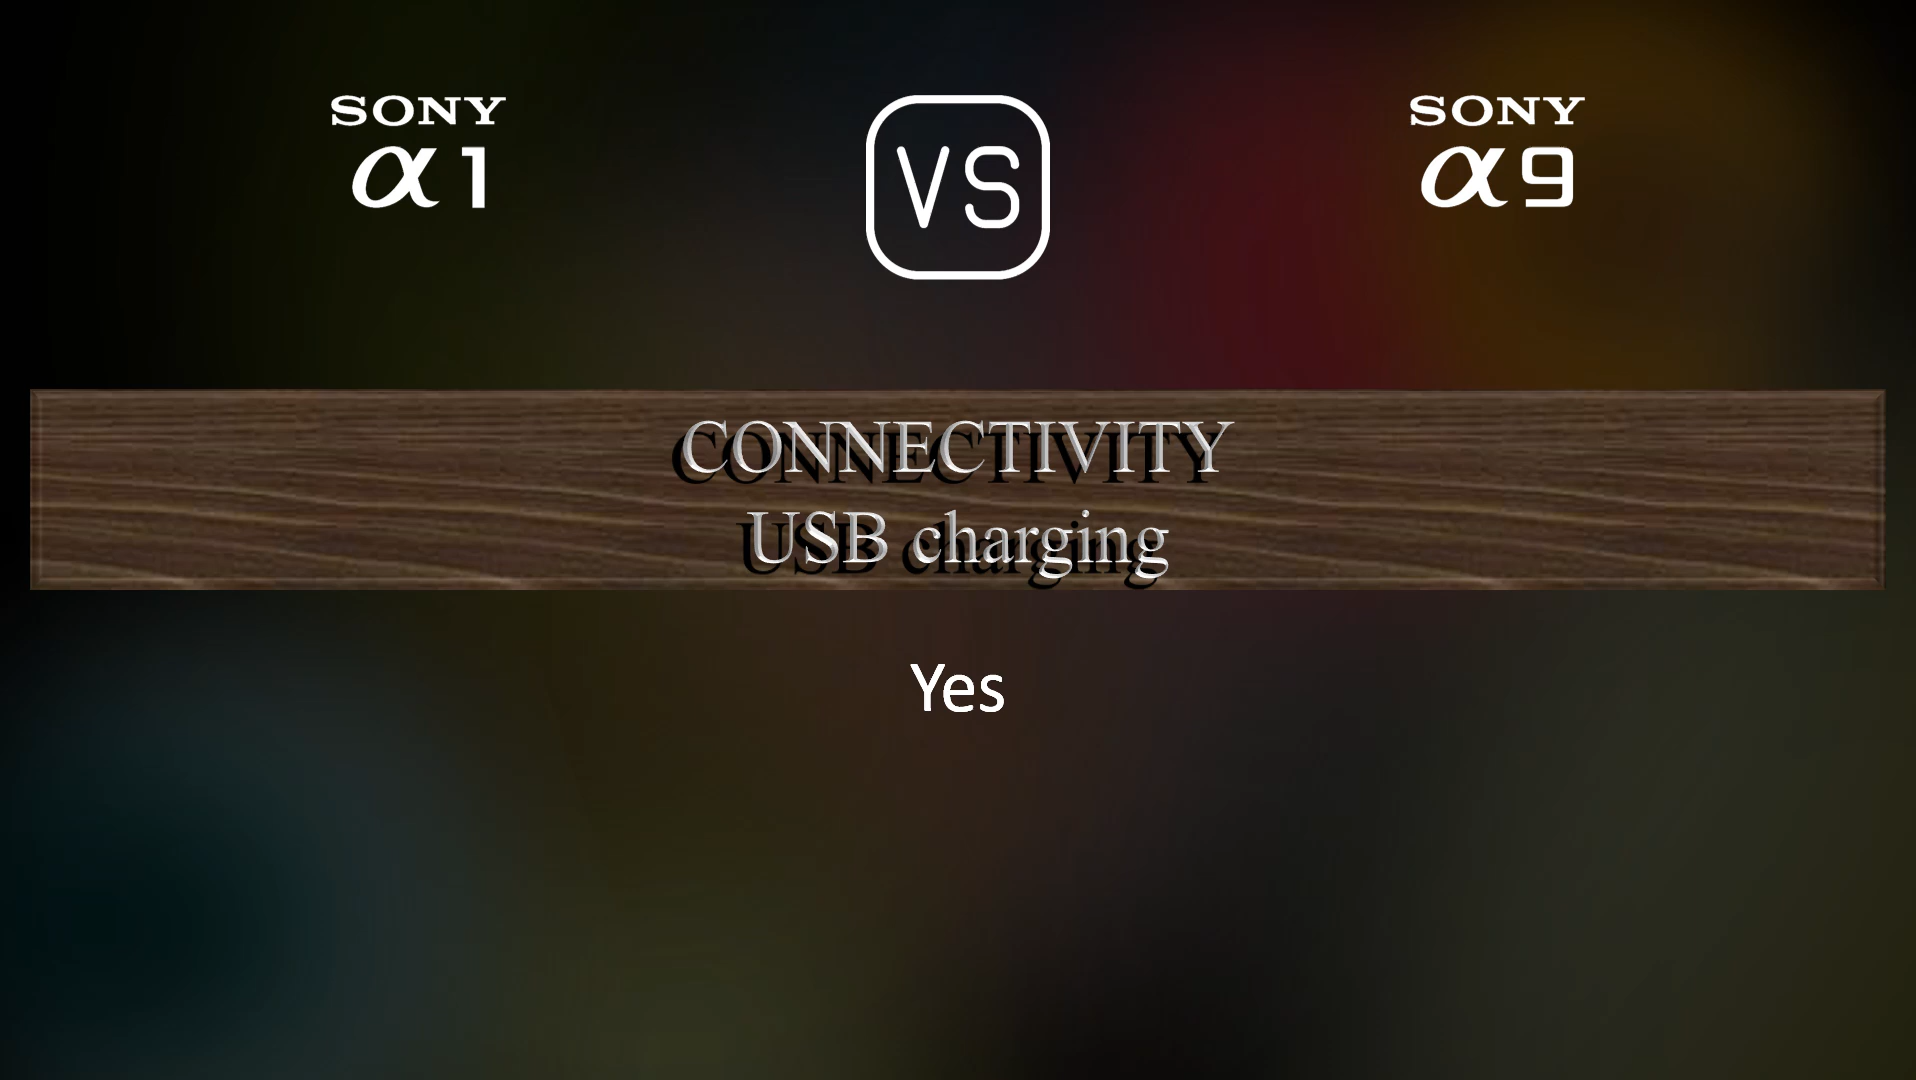 SONY
α1
VS
SONY
α9
CONNECTIVITY
USB charging
Yes